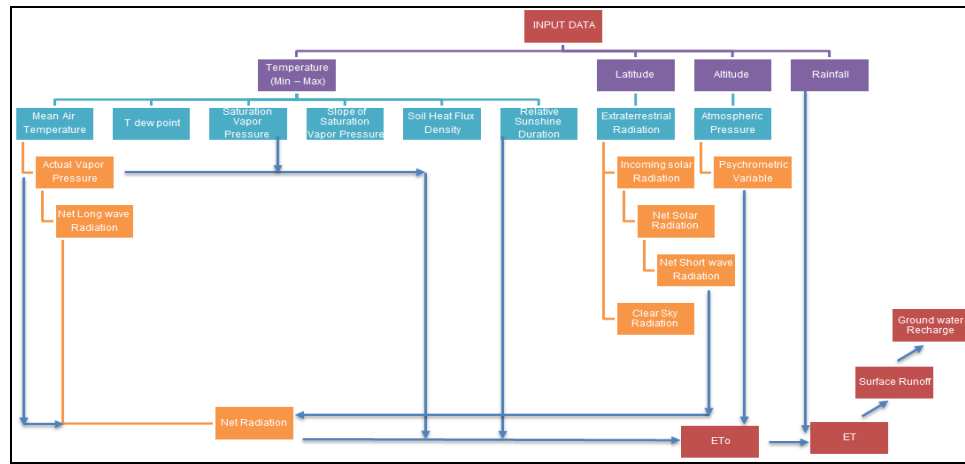 INPUT DATA
Temperature
(Min – Max)
Latitude
Altitude
Rainfall
Mean Air
Temperature
T dew point
Saturation
Vapor
Pressure
Slope of
Saturation
Vapor Pressure
Soil Heat Flux
Density
Relative
Sunshine
Duration
Extraterrestrial
Radiation
Atmospheric
Pressure
Actual Vapor
Pressure
Incoming solar
Radiation
Psychrometric
Variable
Net Long wave
Radiation
Net Solar
Radiation
Net Short wave
Radiation
Clear Sky
Radiation
Ground water
Recharge
Surface Runoff
Net Radiation
ETo
ET